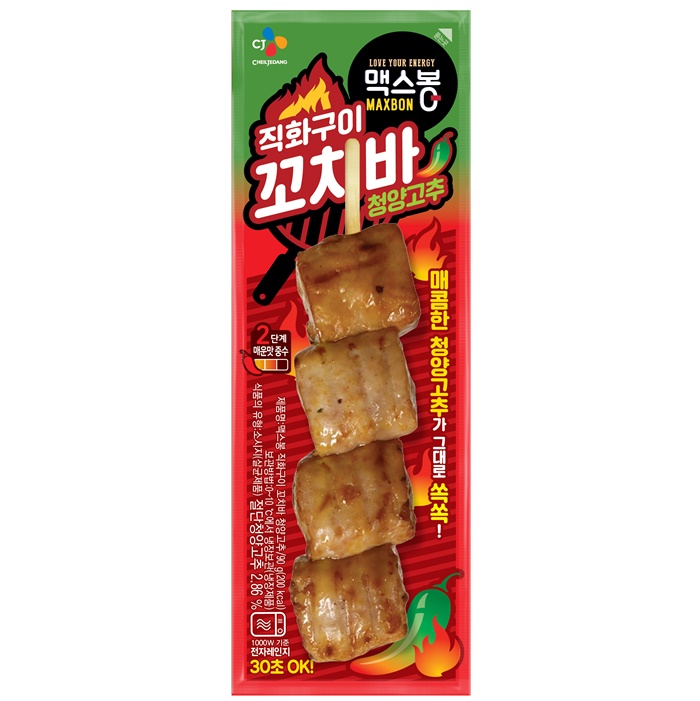 CJ
CHEILJEDANG
LOVE YOUR ENERGY
맥스봉
MAXBON
직화구이
꼬치바
청양고추
매콤한 청양고추가 그대로 쏙쏙!
2단계
매운맛 중수
제품명:맥스봉 직화구이 꼬치바 청양고추/90 g(200 kcal)
보관방법:0~10 ℃에서 냉장보관(냉장제품)
식품의 유형:소시지(살균제품) 절단청양고추 2.86 %
1000W 기준
전자레인지
30초 OK!